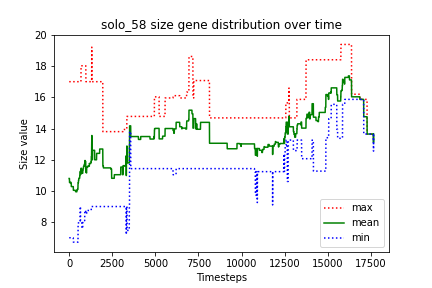 solo_58 size gene distribution over time
Size value
20
18
16
14
12
10
8
0
2500
5000
7500
10000
12500
15000
17500
Timesteps
max
mean
min